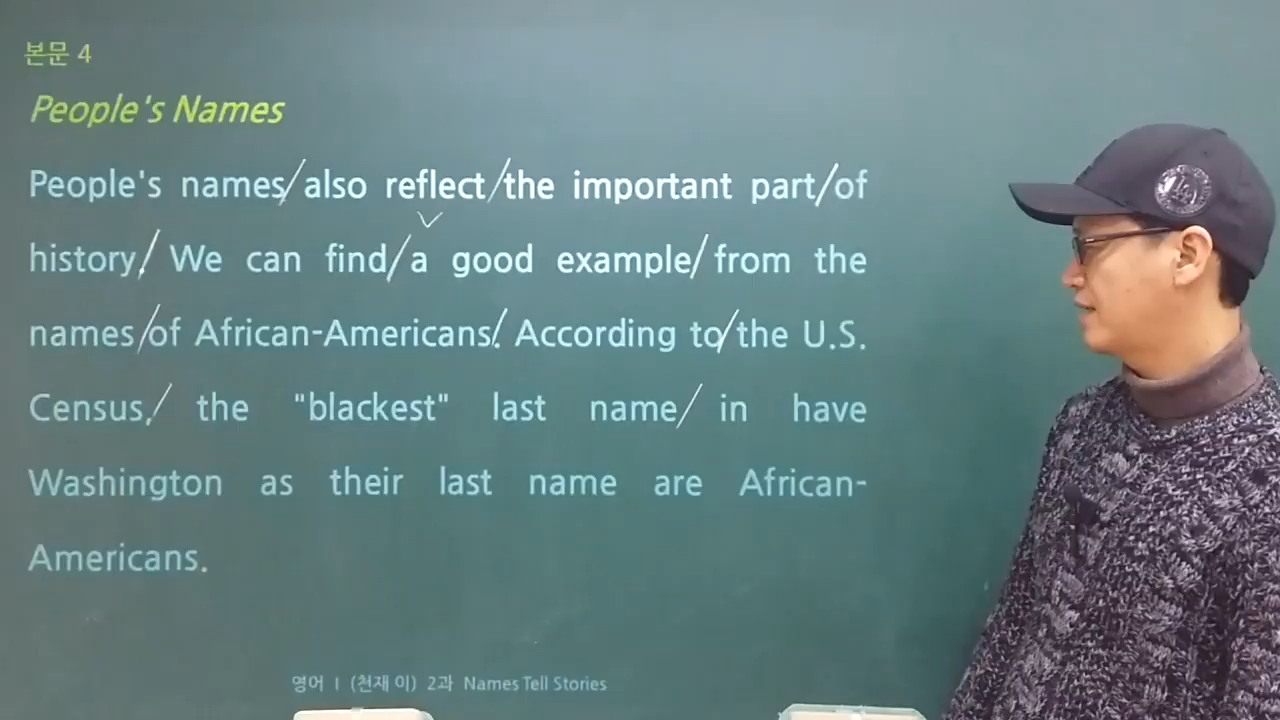 본문 4
People's Names
People's names/also reflect/the important part/of
history./ We can find/a good example/from the
names/of African-Americans/. According to/the U.S.
Census,/ the "blackest" last name/ in have
Washington as their last name are African-
Americans.
영어 Ⅰ (천재 이) 2과 Names Tell Stories